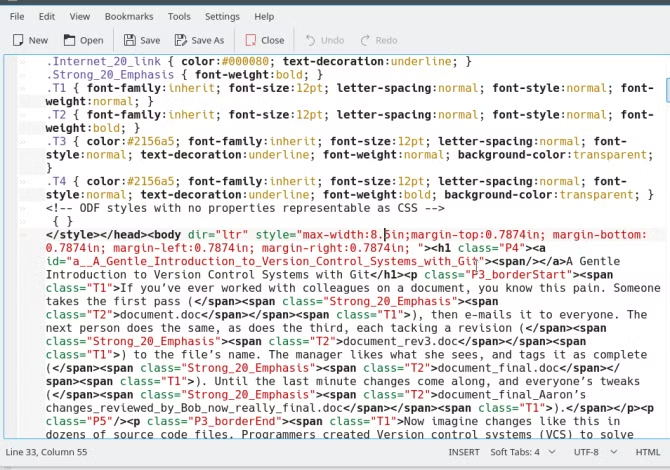 File Edit View Bookmarks Tools Settings Help
New Open Save Save As Close Undo Redo
.Internet_20_link { color:#000080; text-decoration:underline; }
.Strong_20_Emphasis { font-weight:bold; }
.T1 { font-family:inherit; font-size:12pt; letter-spacing:normal; font-style:normal; font-
weight:normal; }
.T2 { font-family:inherit; font-size:12pt; letter-spacing:normal; font-style:normal; font-
weight:bold; }
.T3 { color:#2156a5; font-family:inherit; font-size:12pt; letter-spacing:normal; font-
style:normal; text-decoration:underline; font-weight:normal; background-color:transparent;
}
.T4 { color:#2156a5; font-family:inherit; font-size:12pt; letter-spacing:normal; font-
style:normal; text-decoration:underline; font-weight:bold; background-color:transparent; }
<!-- ODF styles with no properties representable as CSS -->
{ }
</style></head><body dir="ltr" style="max-width:8.5in;margin-top:0.7874in; margin-bottom:
0.7874in; margin-left:0.7874in; margin-right:0.7874in; "><h1 class="P4"><a
id="a__A_Gentle_Introduction_to_Version_Control_Systems_with_Git"><span/></a>A Gentle
Introduction to Version Control Systems with Git</h1><p class="P3_borderStart"><span
class="T1">If you've ever worked with colleagues on a document, you know this pain. Someone
takes the first pass (</span><span class="Strong_20_Emphasis"><span
class="T2">document.doc</span></span><span class="T1">), then e-mails it to everyone. The
next person does the same, as does the third, each tacking a revision (</span><span
class="Strong_20_Emphasis"><span class="T2">document_rev3.doc</span></span><span
class="T1">) to the file's name. The manager likes what she sees, and tags it as complete
(</span><span class="Strong_20_Emphasis"><span class="T2">document_final.doc</span></
span><span class="T1">). Until the last minute changes come along, and everyone's tweaks
(</span><span class="Strong_20_Emphasis"><span class="T2">document_final_Aaron's
changes_reviewed_by_Bob_now_really_final.doc</span></span><span class="T1">).</span></p><p
class="P5"/><p class="P3_borderEnd"><span class="T1">Now imagine changes like this in
dozens of source code files. Programmers created Version control systems (VCS) to solve
Line 33, Column 55 INSERT Soft Tabs: 4 UTF-8 HTML